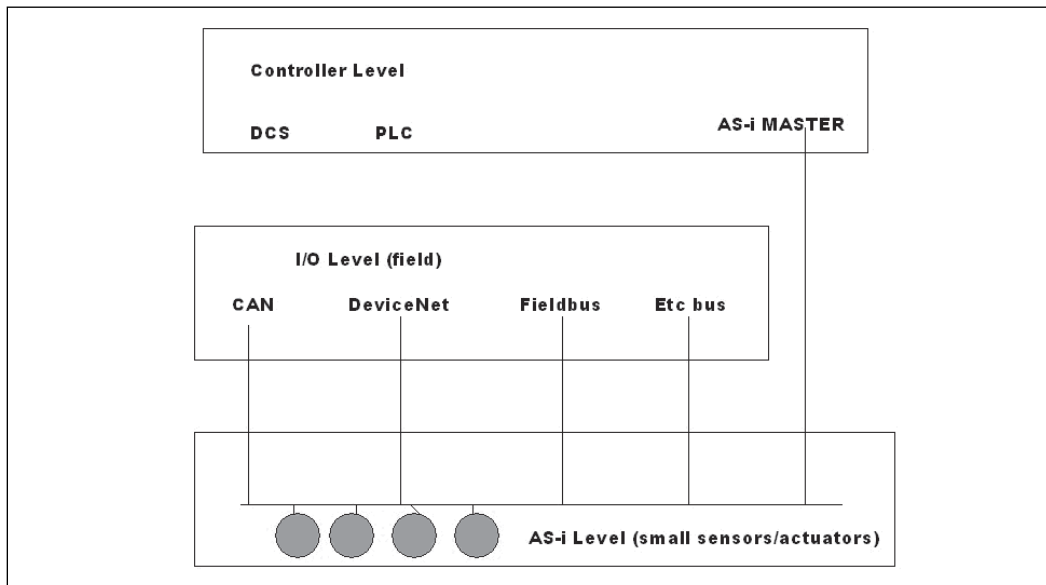 Controller Level
DCS PLC AS-i MASTER
I/O Level (field)
CAN DeviceNet Fieldbus Etc bus
AS-i Level (small sensors/actuators)